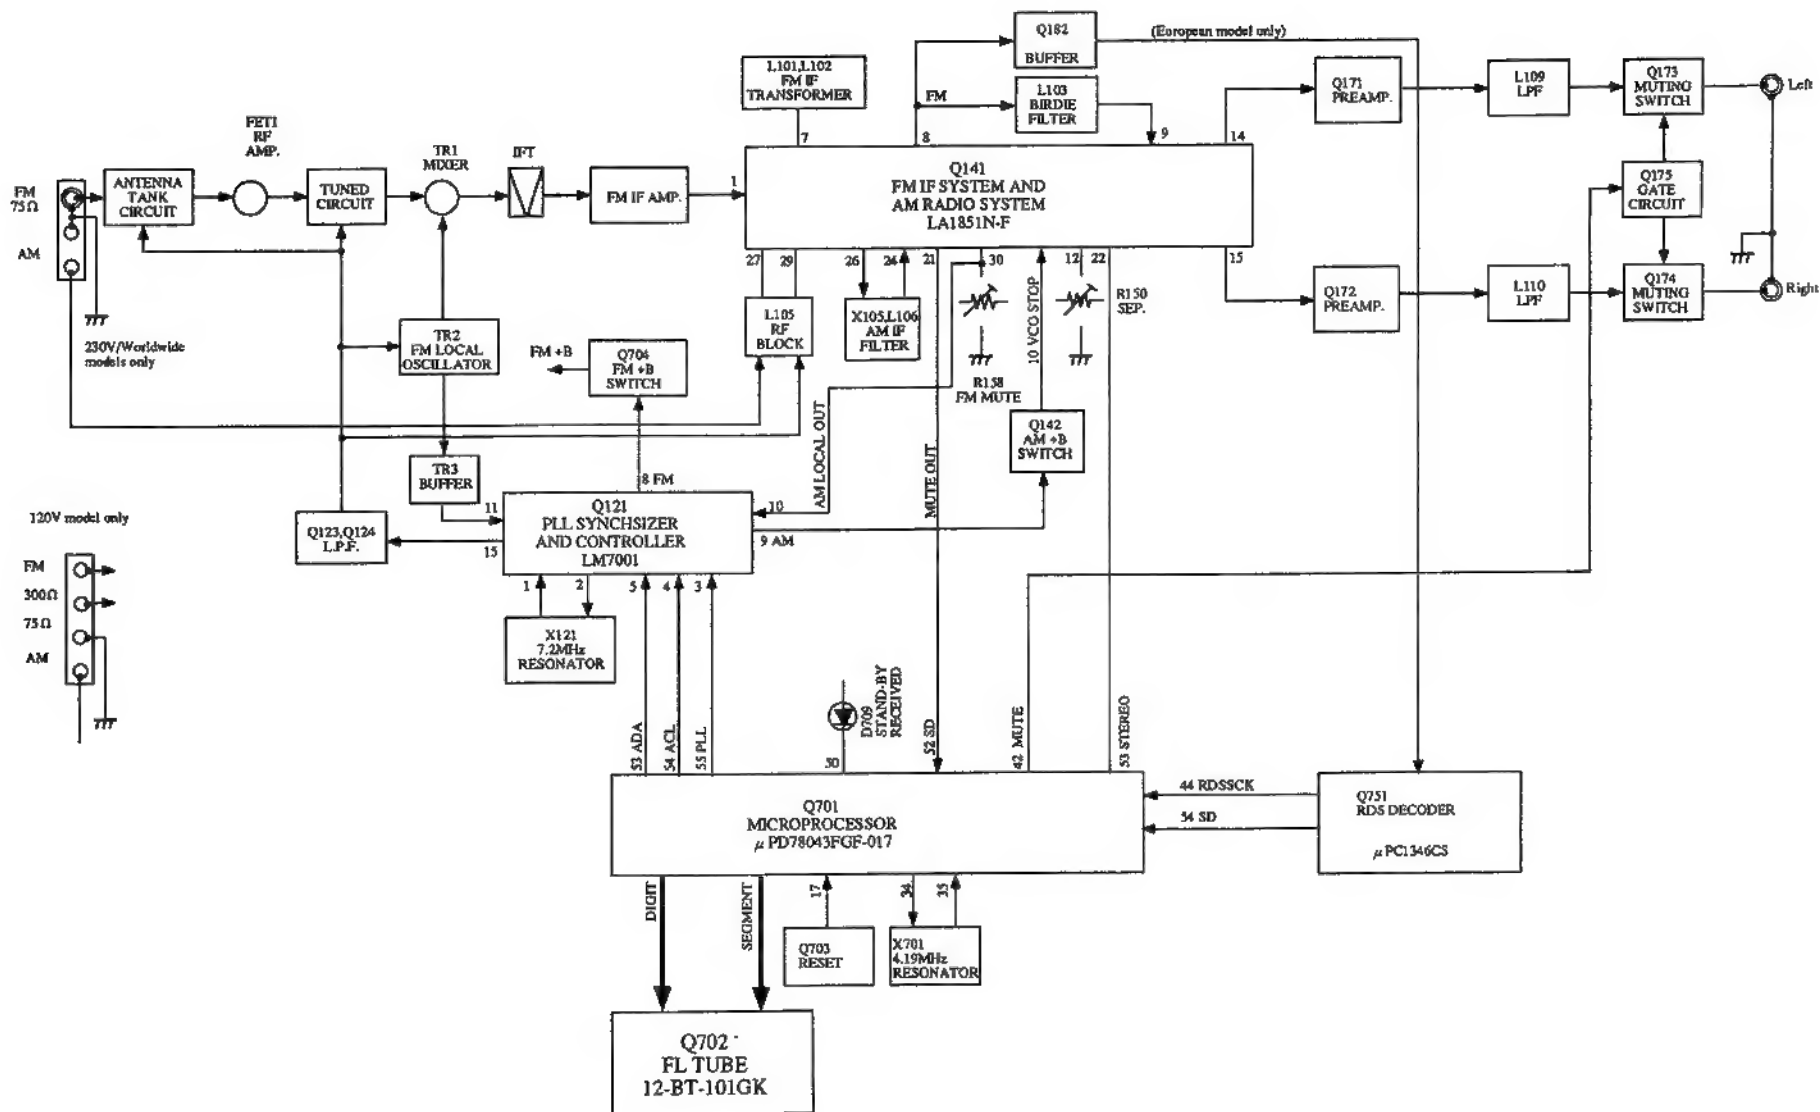 Q182
BUFFER
(Eoropean model only)
L101,L102
FM IF
TRANSFORMER
FM
L103
BIRDIE
FILTER
Q171
PREAMP.
L109
LPF
Q173
MUTING
SWITCH
Left
7
8
9
14
FET1
RF
AMP.
TR1
MIXER
IFT
FM
75Ω
AM
ANTENNA
TANK
CIRCUIT
TUNED
CIRCUIT
FM IF AMP.
1
Q141
FM IF SYSTEM AND
AM RADIO SYSTEM
LA1851N-F
Q175
GATE
CIRCUIT
27
29
26
24
21
30
12
22
15
230V/Worldwide
models only
TR2
FM LOCAL
OSCILLATOR
FM +B
Q704
FM +B
SWITCH
L105
RF
BLOCK
X105,L106
AM IF
FILTER
R158
FM MUTE
10 VCO STOP
R150
SEP.
Q172
PREAMP.
L110
LPF
Q174
MUTING
SWITCH
Right
AM LOCAL OUT
MUTE OUT
Q142
AM +B
SWITCH
TR3
BUFFER
8 FM
11
10
Q121
PLL SYNCHSIZER
AND CONTROLLER
LM7001
9 AM
15
Q123,Q124
L.P.F.
1
2
5
4
3
X121
7.2MHz
RESONATOR
120V model only
FM
300Ω
75Ω
AM
53 ADA
54 ACL
55 PLL
50
D709
STAND-BY
RECEIVED
52 SD
42 MUTE
53 STEREO
Q701
MICROPROCESSOR
μ PD78043FGF-017
44 RDSSCK
54 SD
Q751
RDS DECODER
μ PC1346CS
DIGIT
SEGMENT
17
34
35
Q703
RESET
X701
4.19MHz
RESONATOR
Q702
FL TUBE
12-BT-101GK